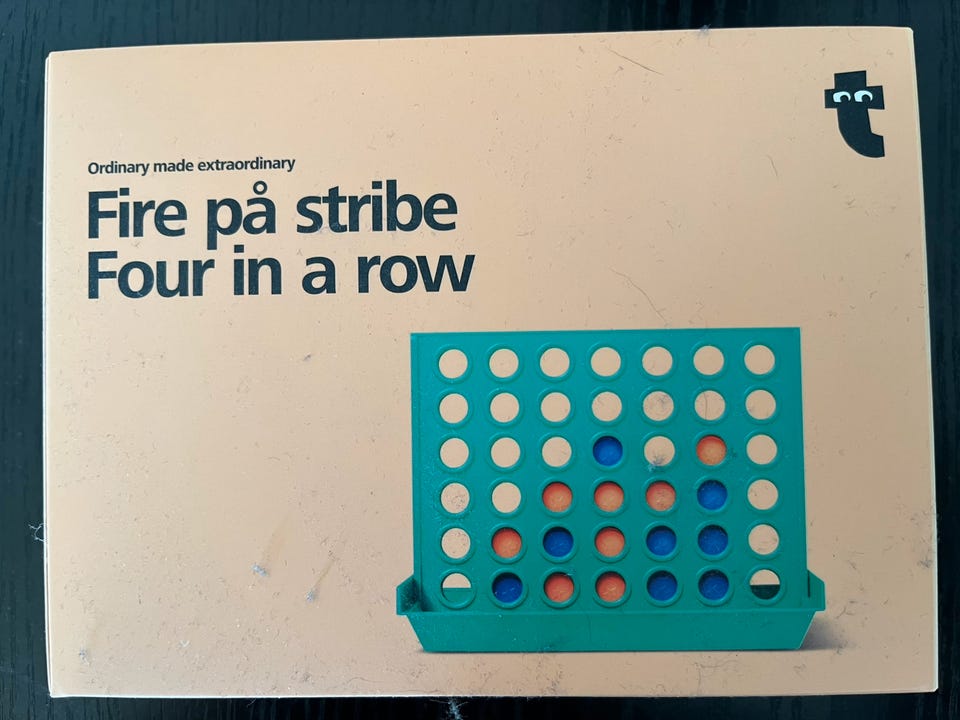 Ordinary made extraordinary
Fire på stribe
Four in a row
t